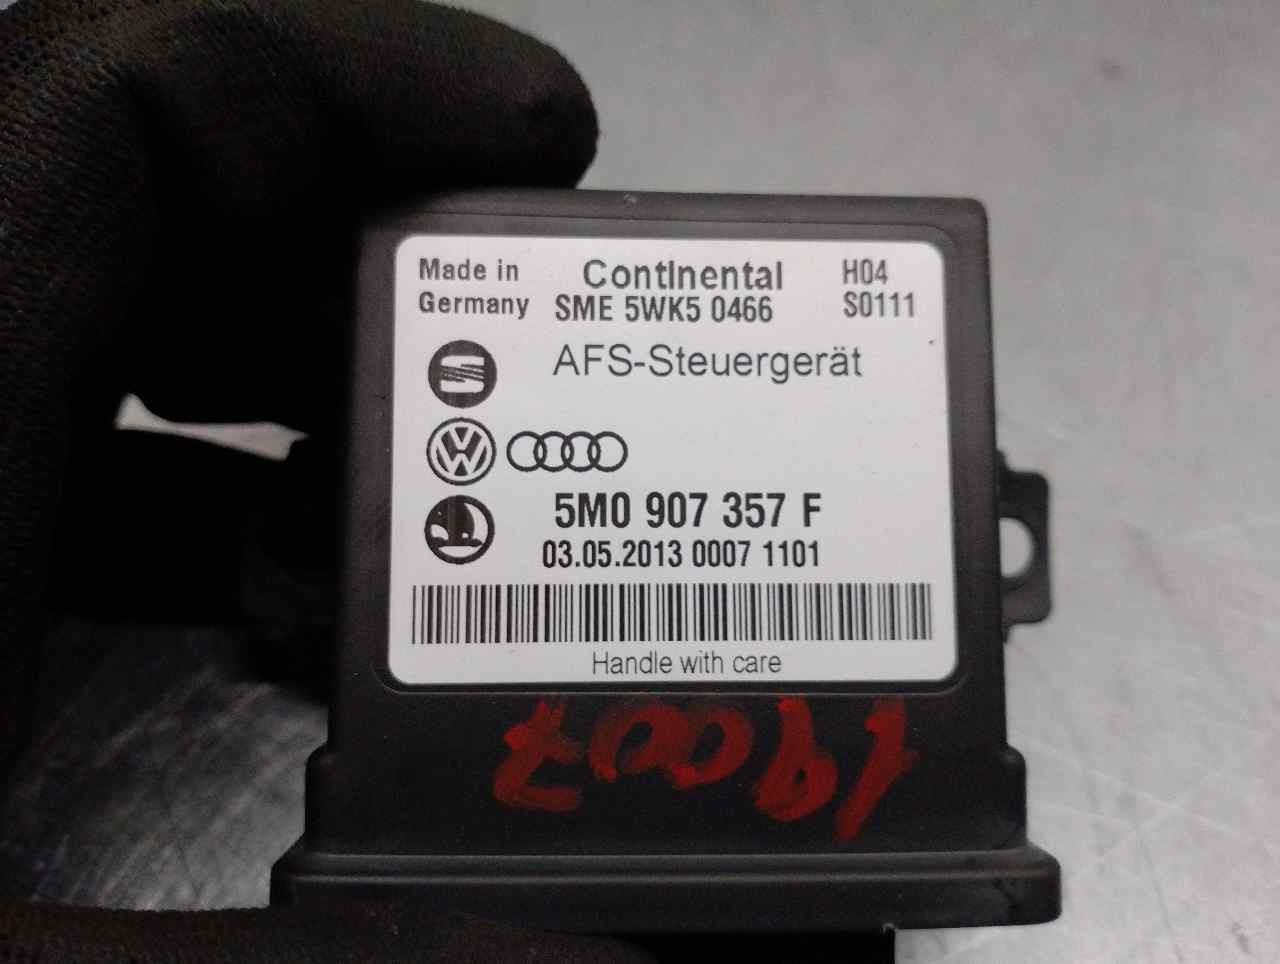 Made in
Germany
Continental
SME 5WK5 0466
H04
S0111
AFS-Steuergerät
5M0 907 357 F
03.05.2013 0007 1101
Handle with care
19007